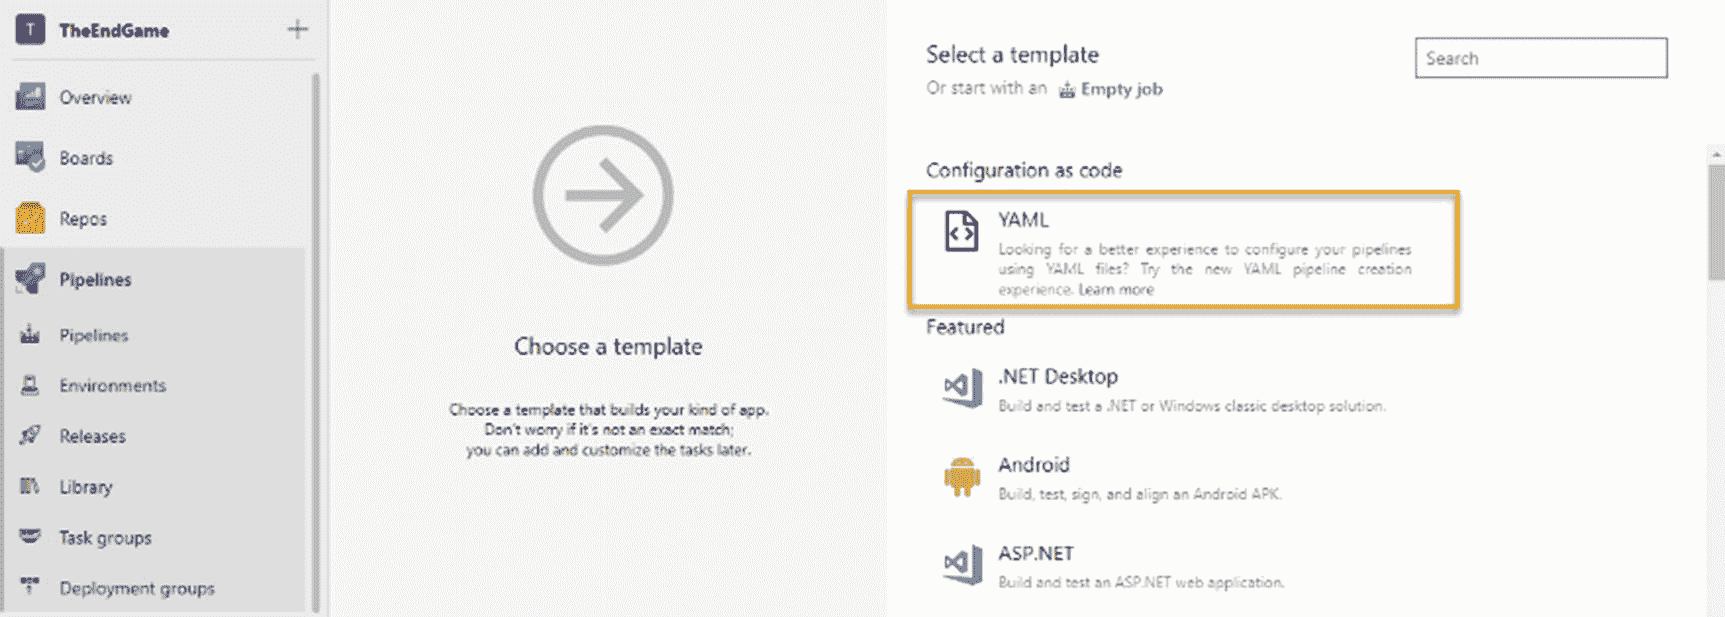 T TheEndGame
Overview
Boards
Repos
Pipelines
Pipelines
Environments
Releases
Library
Task groups
Deployment groups
Choose a template
Choose a template that builds your kind of app.
Don't worry if it's not an exact match;
you can add and customize the tasks later.
Select a template
Or start with an Empty job
Search
Configuration as code
YAML
Looking for a better experience to configure your pipelines
using YAML files? Try the new YAML pipeline creation
experience. Learn more
Featured
.NET Desktop
Build and test a .NET or Windows classic desktop solution.
Android
Build, test, sign, and align an Android APK.
ASP.NET
Build and test an ASP.NET web application.